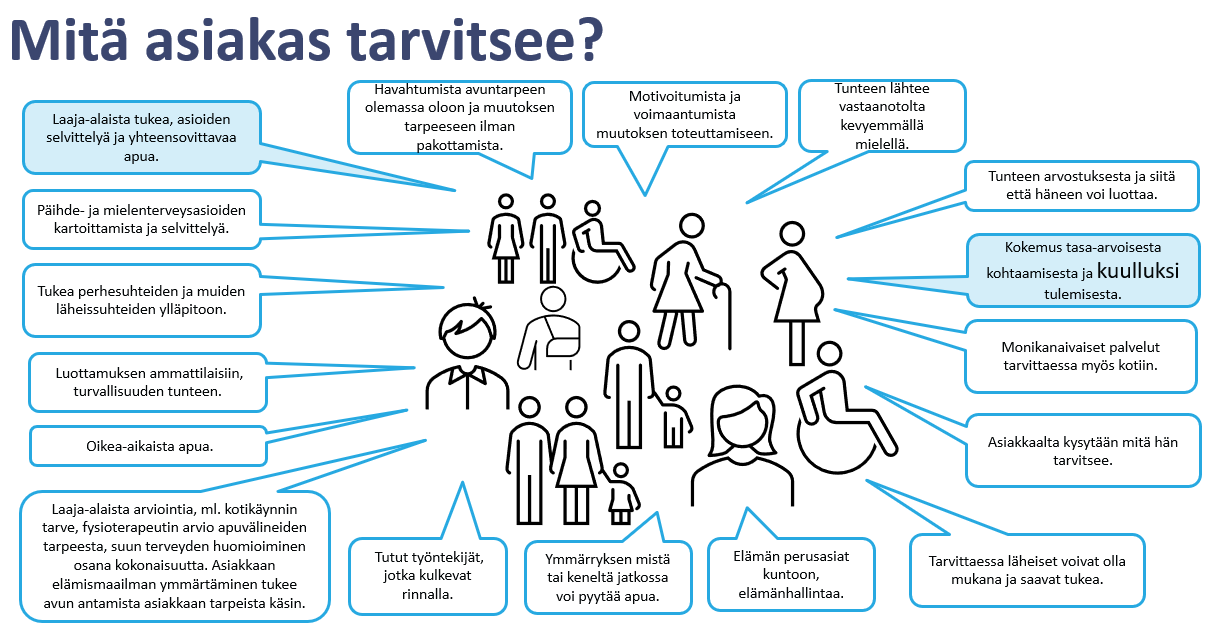 Mitä asiakas tarvitsee?
Havahtumista avuntarpeen
olemassa oloon ja muutoksen
tarpeeseen ilman
pakottamista.
Motivoitumista ja
voimaantumista
muutoksen toteuttamiseen.
Tunteen lähtee
vastaanotolta
kevyemmällä
mielellä.
Laaja-alaista tukea, asioiden
selvittelyä ja yhteensovittavaa
apua.
Päihde- ja mielenterveysasioiden
kartoittamista ja selvittelyä.
Tukea perhesuhteiden ja muiden
läheissuhteiden ylläpitoon.
Luottamuksen ammattilaisiin,
turvallisuuden tunteen.
Oikea-aikaista apua.
Laaja-alaista arviointia, ml. kotikäynnin
tarve, fysioterapeutin arvio apuvälineiden
tarpeesta, suun terveyden huomioiminen
osana kokonaisuutta. Asiakkaan
elämismaailman ymmärtäminen tukee
avun antamista asiakkaan tarpeista käsin.
Tunteen arvostuksesta ja siitä
että häneen voi luottaa.
Kokemus tasa-arvoisesta
kohtaamisesta ja kuulluksi
tulemisesta.
Monikanaivaiset palvelut
tarvittaessa myös kotiin.
Asiakkaalta kysytään mitä hän
tarvitsee.
Tutut työntekijät,
jotka kulkevat
rinnalla.
Ymmärryksen mistä
tai keneltä jatkossa
voi pyytää apua.
Elämän perusasiat
kuntoon,
elämänhallintaa.
Tarvittaessa läheiset voivat olla
mukana ja saavat tukea.